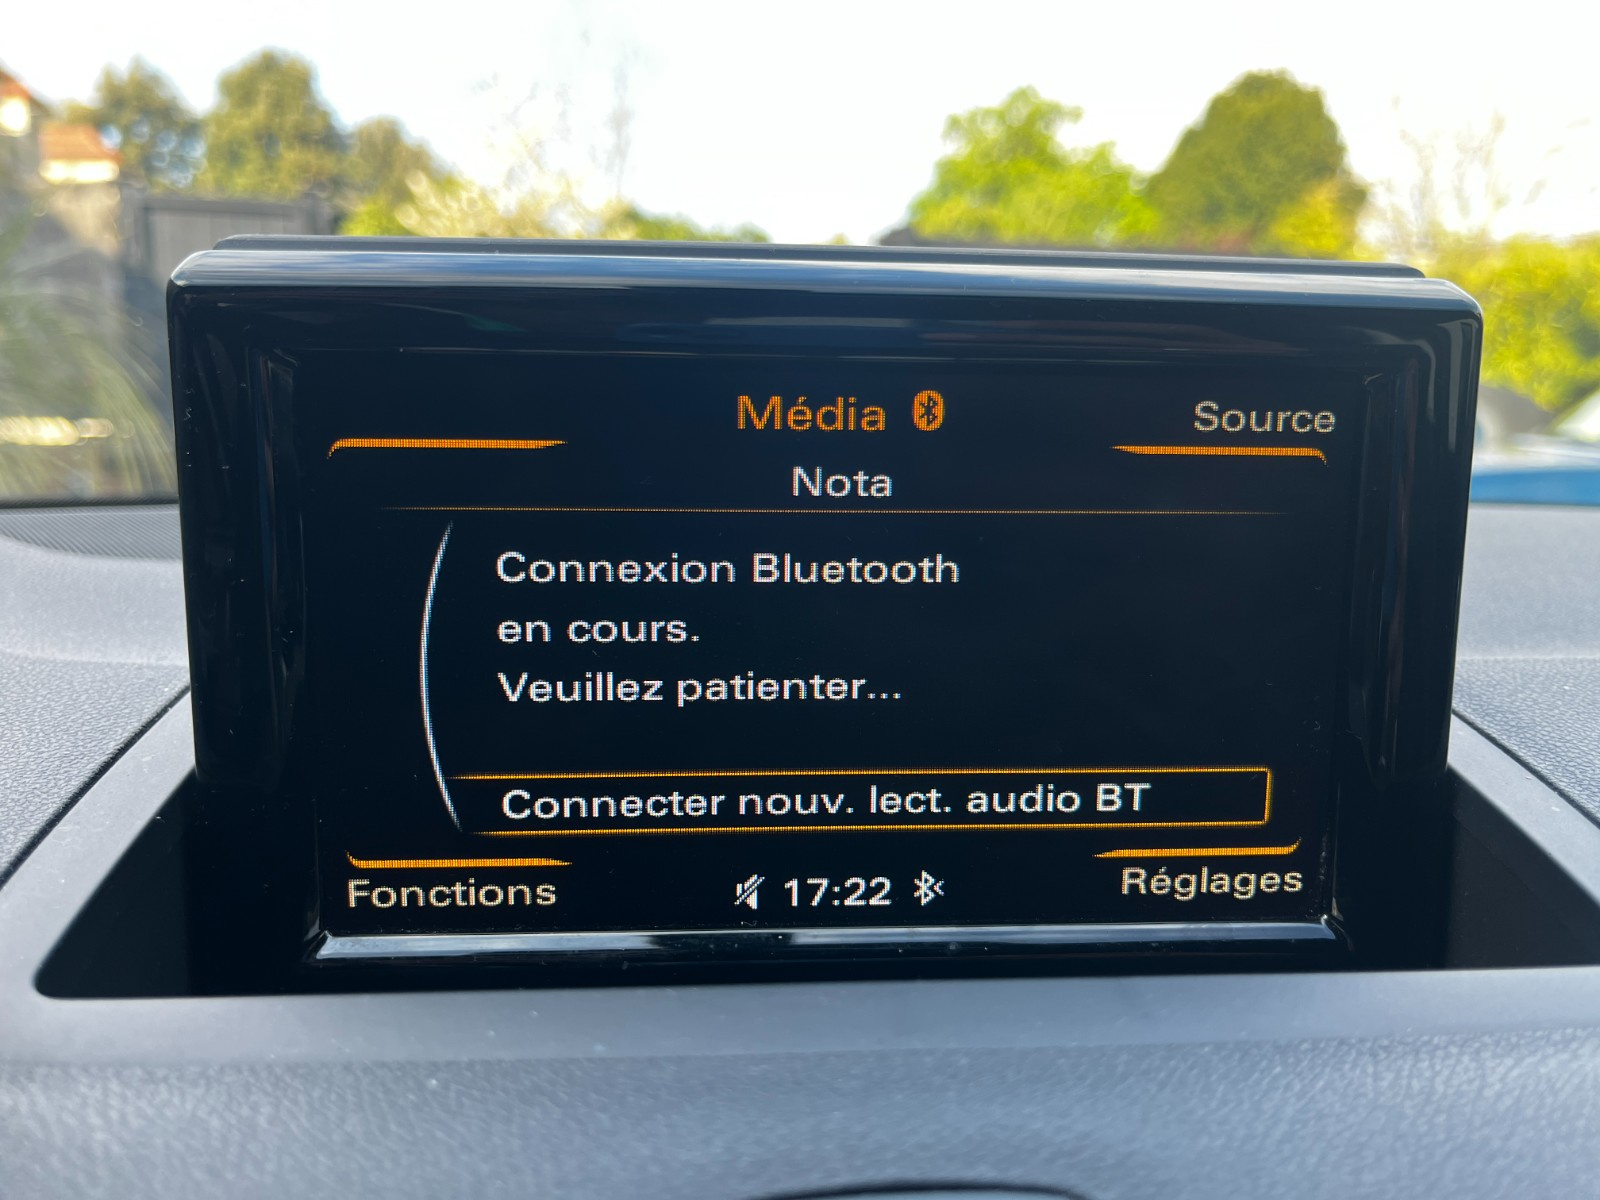 Média
Source
Nota
Connexion Bluetooth
en cours.
Veuillez patienter...
Connecter nouv. lect. audio BT
Fonctions
17:22
Réglages